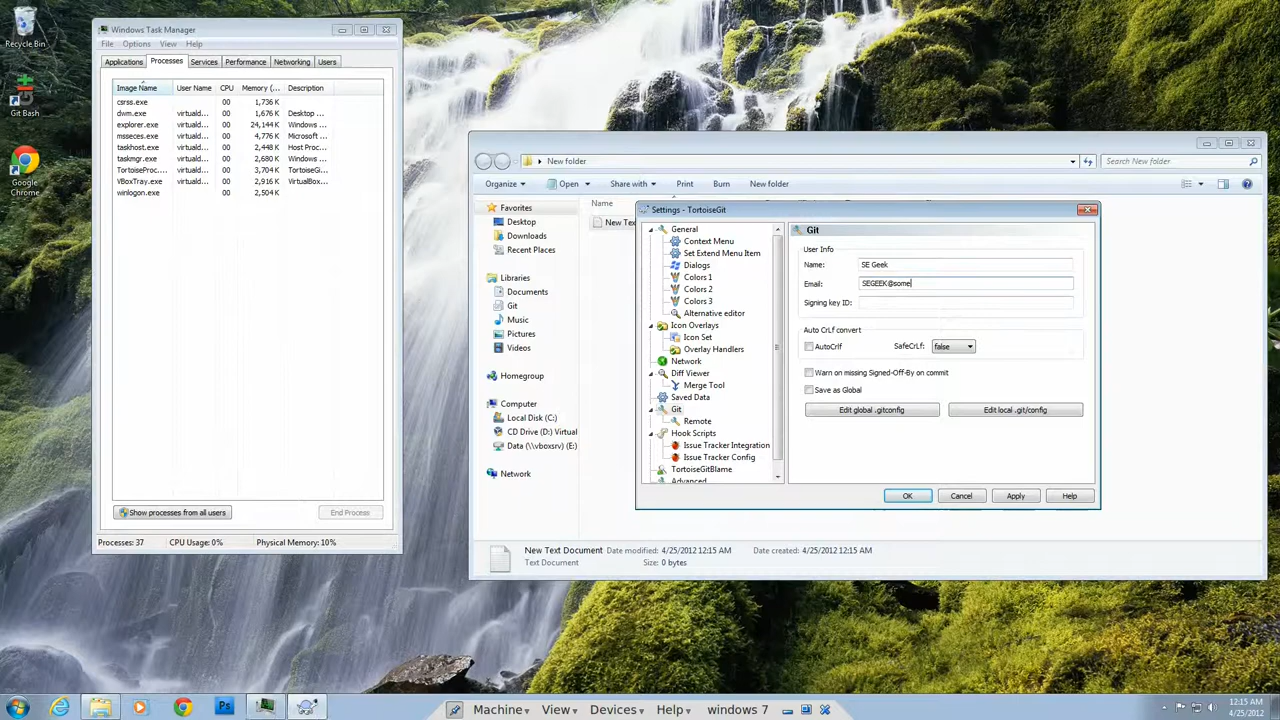 Recycle Bin
Git Bash
Google
Chrome
Windows Task Manager
File Options View Help
Applications Processes Services Performance Networking Users
Image Name User Name CPU Memory (... Description
csrss.exe 00 1,736 K
dwm.exe virtuald... 00 1,676 K Desktop ...
explorer.exe virtuald... 00 24,144 K Windows ...
msseces.exe virtuald... 00 4,776 K Microsoft ...
taskhost.exe virtuald... 00 2,448 K Host Proc...
taskmgr.exe virtuald... 00 2,680 K Windows ...
TortoiseProc.... virtuald... 00 3,704 K TortoiseGi...
VBoxTray.exe virtuald... 00 2,916 K VirtualBox...
winlogon.exe 00 2,504 K
Show processes from all users End Process
Processes: 37 CPU Usage: 0% Physical Memory: 10%
New folder Search New folder
Organize Open Share with Print Burn New folder
Favorites
Desktop
Downloads
Recent Places
Libraries
Documents
Git
Music
Pictures
Videos
Homegroup
Computer
Local Disk (C:)
CD Drive (D:) Virtual
Data (\\vboxsrv) (E:)
Network
Name
New Tex
Settings - TortoiseGit
General
Context Menu
Set Extend Menu Item
Dialogs
Colors 1
Colors 2
Colors 3
Alternative editor
Icon Overlays
Icon Set
Overlay Handlers
Network
Diff Viewer
Merge Tool
Saved Data
Git
Remote
Hook Scripts
Issue Tracker Integration
Issue Tracker Config
TortoiseGitBlame
Advanced
Git
User Info
Name: SE Geek
Email: SEGEEK@some
Signing key ID:
Auto CrLf convert
AutoCrlf SafeCrLf: false
Warn on missing Signed-Off-By on commit
Save as Global
Edit global .gitconfig Edit local .git/config
OK Cancel Apply Help
New Text Document Date modified: 4/25/2012 12:15 AM Date created: 4/25/2012 12:15 AM
Text Document Size: 0 bytes
Ps
Machine View Devices Help windows 7
12:15 AM
4/25/2012